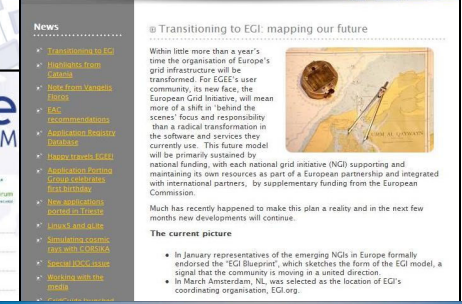 News
Transitioning to EGI
Highlights from
Catania
Note from Vangelis
Floros
EAC
recommendations
Application Registry
Database
Happy travels EGEE!
Application Porting
Group celebrates
first birthday
New applications
ported in Trieste
Linux5 and gLite
Simulating cosmic
rays with CORSIKA
Special JOCG issue
Working with the
media
GridGuide launched
Transitioning to EGI: mapping our future
Within little more than a year's
time the organisation of Europe's
grid infrastructure will be
transformed. For EGEE's user
community, its new face, the
European Grid Initiative, will mean
more of a shift in 'behind the
scenes' focus and responsibility
than a radical transformation in
the software and services they
currently use. This future model
will be primarily sustained by
national funding, with each national grid initiative (NGI) supporting and
maintaining its own resources as part of a European partnership and integrated
with international partners, by supplementary funding from the European
Commission.
Much has recently happened to make this plan a reality and in the next few
months new developments will continue.
The current picture
In January representatives of the emerging NGIs in Europe formally
endorsed the "EGI Blueprint", which sketches the form of the EGI model, a
signal that the community is moving in a united direction.
In March Amsterdam, NL, was selected as the location of EGI's
coordinating organisation, EGI.org.